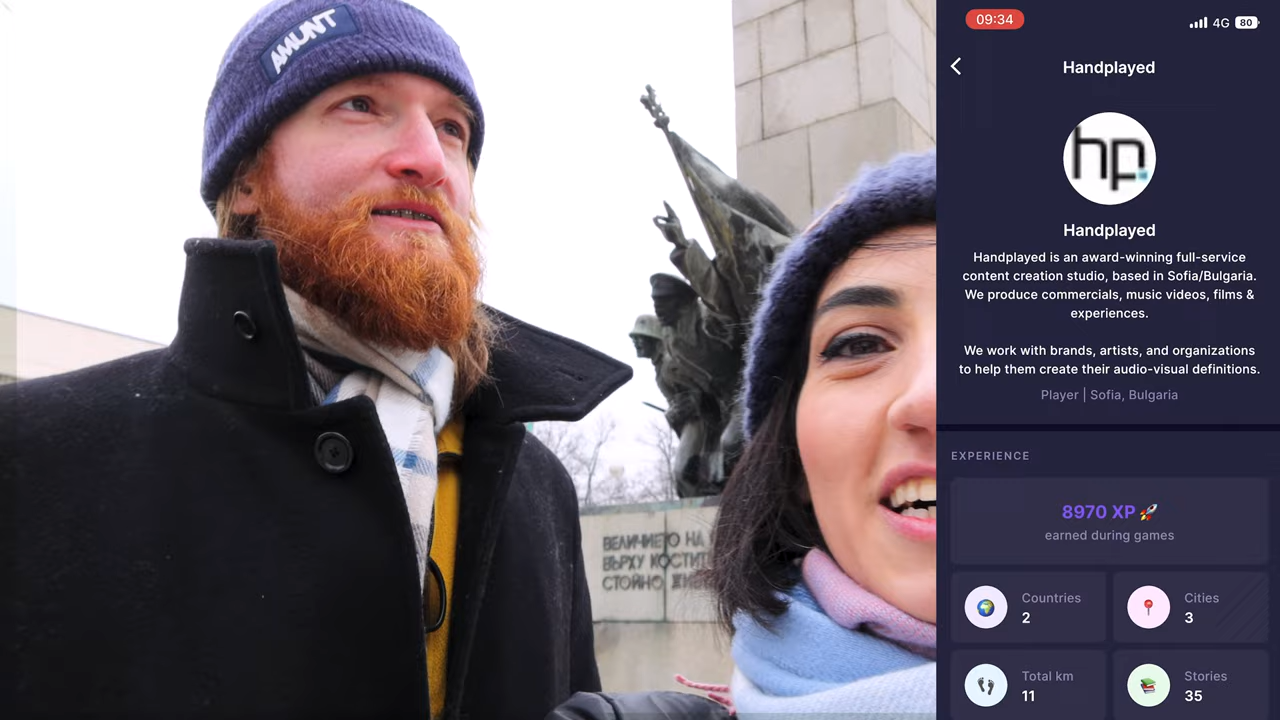 AMUNT
ВЕЛИЧИЕТО НА
ВЪРХУ
СТОЙНО
09:34
4G
80
Handplayed
hp.
Handplayed
Handplayed is an award-winning full-service
content creation studio, based in Sofia/Bulgaria.
We produce commercials, music videos, films &
experiences.
We work with brands, artists, and organizations
to help them create their audio-visual definitions.
Player | Sofia, Bulgaria
EXPERIENCE
8970 XP 🚀
earned during games
Countries
2
Cities
3
Total km
11
Stories
35